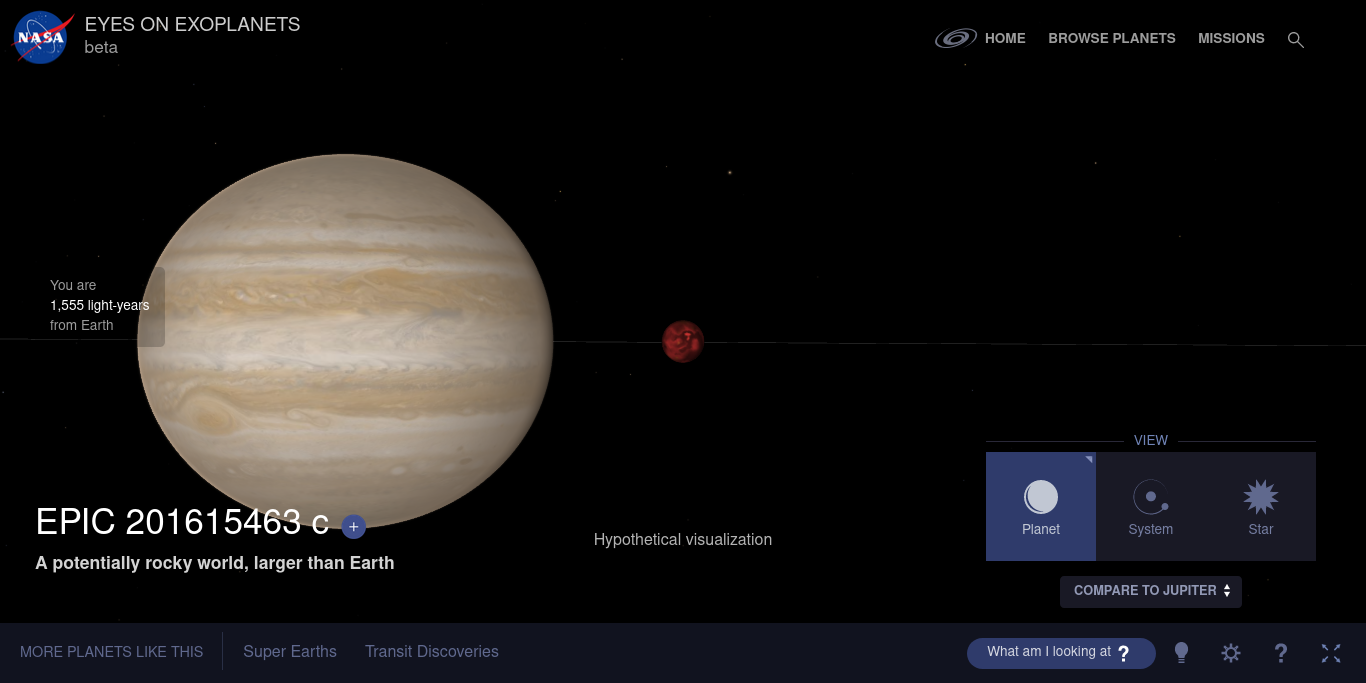 NASA
EYES ON EXOPLANETS
beta
HOME
BROWSE PLANETS
MISSIONS
You are
1,555 light-years
from Earth
EPIC 201615463 c +
A potentially rocky world, larger than Earth
Hypothetical visualization
VIEW
Planet
System
Star
COMPARE TO JUPITER
MORE PLANETS LIKE THIS
Super Earths
Transit Discoveries
What am I looking at ?
?